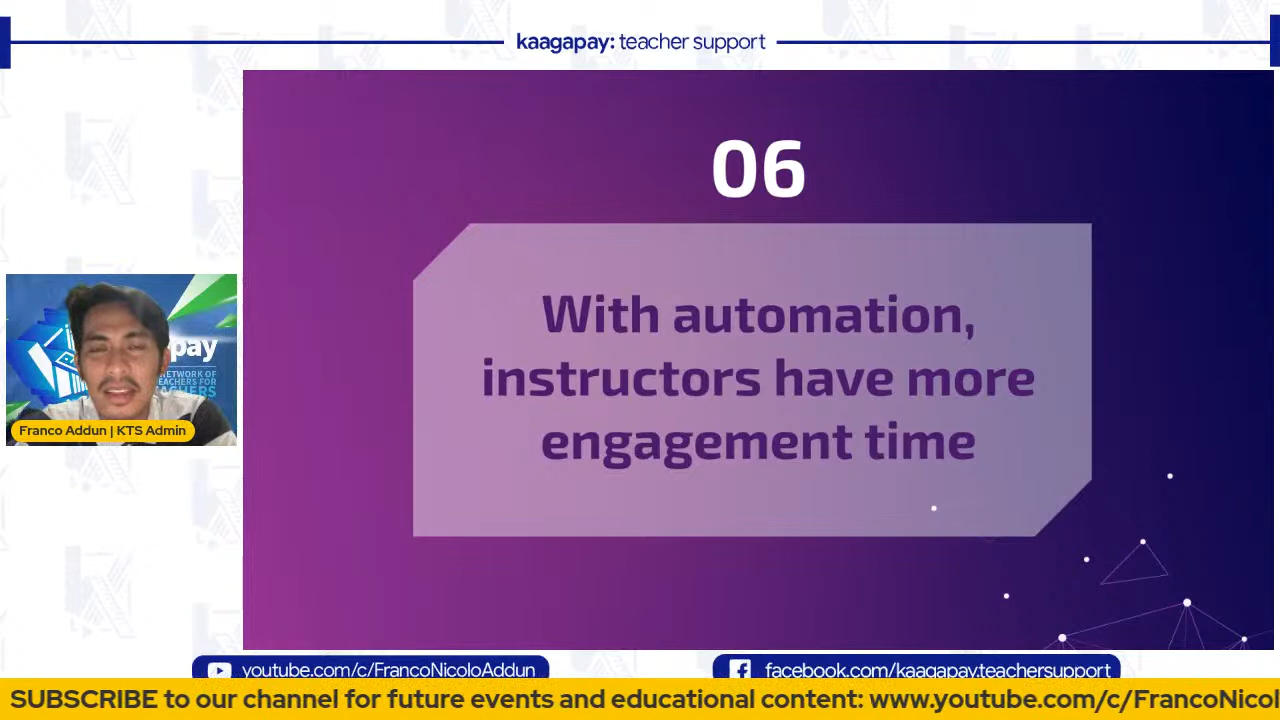 kaagapay: teacher support
06
With automation,
instructors have more
engagement time
pay
NETWORK OF
TEACHERS FOR
TEACHERS
Franco Addun | KTS Admin
youtube.com/c/FrancoNicoloAddun
facebook.com/kaagapay.teachersupport
SUBSCRIBE to our channel for future events and educational content: www.youtube.com/c/FrancoNicol